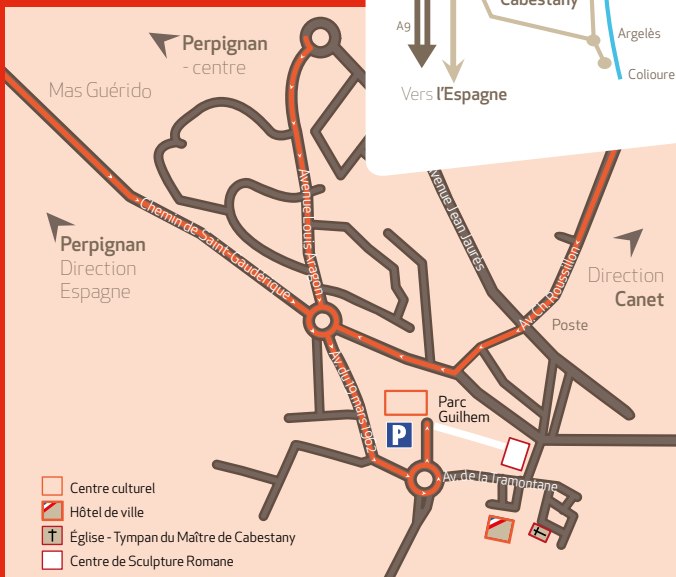 Cabestany
A9
Argelès
Colioure
Vers l'Espagne
Perpignan
- centre
Mas Guérido
Perpignan
Direction
Espagne
Chemin de Saint-Gaudérique
Avenue Louis Aragon
Avenue Jean Jaurès
Av Ch. Roussillon
Direction
Canet
Poste
Av du 19 mars 1962
Parc
Guilhem
P
Av de la Tramontane
Centre culturel
Hôtel de ville
Église - Tympan du Maître de Cabestany
Centre de Sculpture Romane